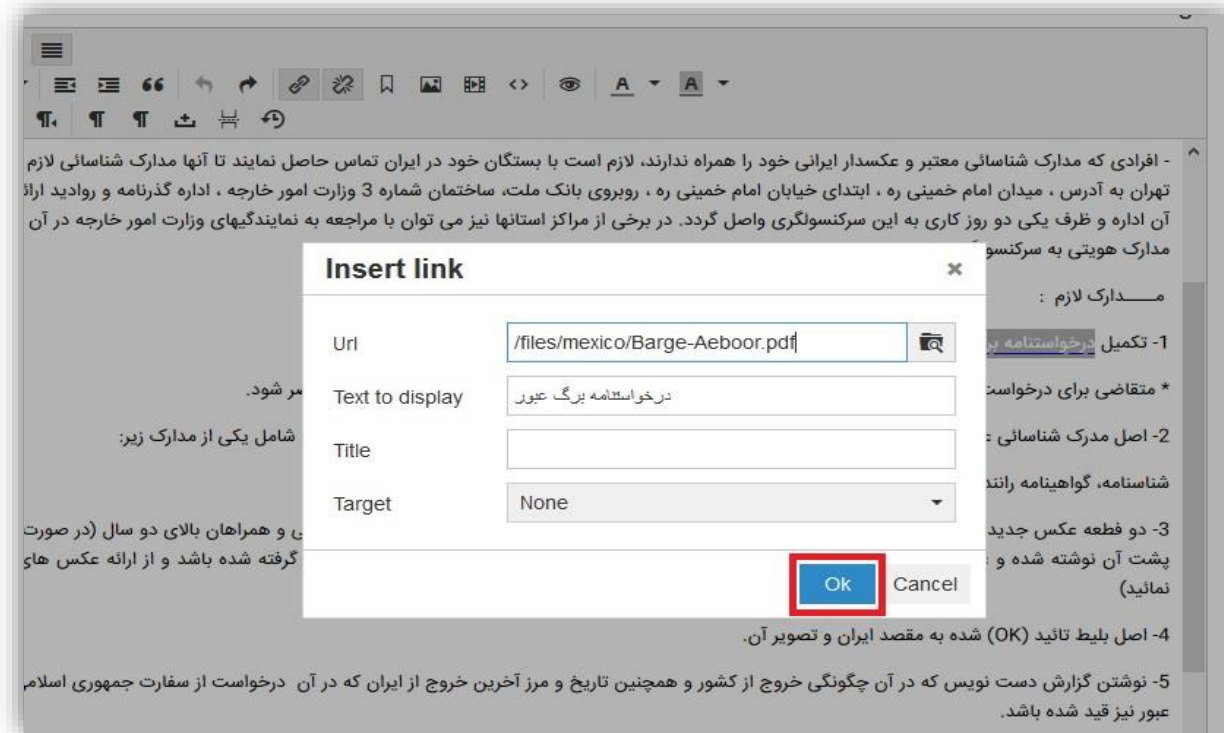 - افرادی که مدارک شناسائی معتبر و عکسدار ایرانی خود را همراه ندارند، لازم است با بستگان خود در ایران تماس حاصل نمایند تا آنها مدارک شناسائی لازم
تهران به آدرس ، میدان امام خمینی ره ، ابتدای خیابان امام خمینی ره ، روبروی بانک ملت، ساختمان شماره 3 وزارت امور خارجه ، اداره گذرنامه و روادید
آن اداره و ظرف یکی دو روز کاری به این سرکنسولگری واصل گردد. در برخی از مراکز استانها نیز می توان با مراجعه به نمایندگیهای وزارت امور خارجه در آن
مدارک هویتی به
Insert link
×
مــــدارک لازم :
Url
/files/mexico/Barge-Aeboor.pdf
1- تکمیل درخواستنامه
Text to display
درخواستنامه برگ عبور
* متقاضی برای درخواست
شود.
Title
2- اصل مدرک شناسائی
شامل یکی از مدارک زیر:
Target
None
شناسنامه، گواهینامه
3- دو قطعه عکس جدید
و همراهان بالای دو سال (در صورت
پشت آن نوشته شده و
گرفته شده باشد و از ارائه عکس های
Ok
Cancel
نمائید)
4- اصل بلیط تائید (OK) شده به مقصد ایران و تصویر آن.
5- نوشتن گزارش دست نویس که در آن چگونگی خروج از کشور و همچنین تاریخ و مرز آخرین خروج از ایران که در آن درخواست از سفارت جمهوری
عبور نیز قید شده باشد.